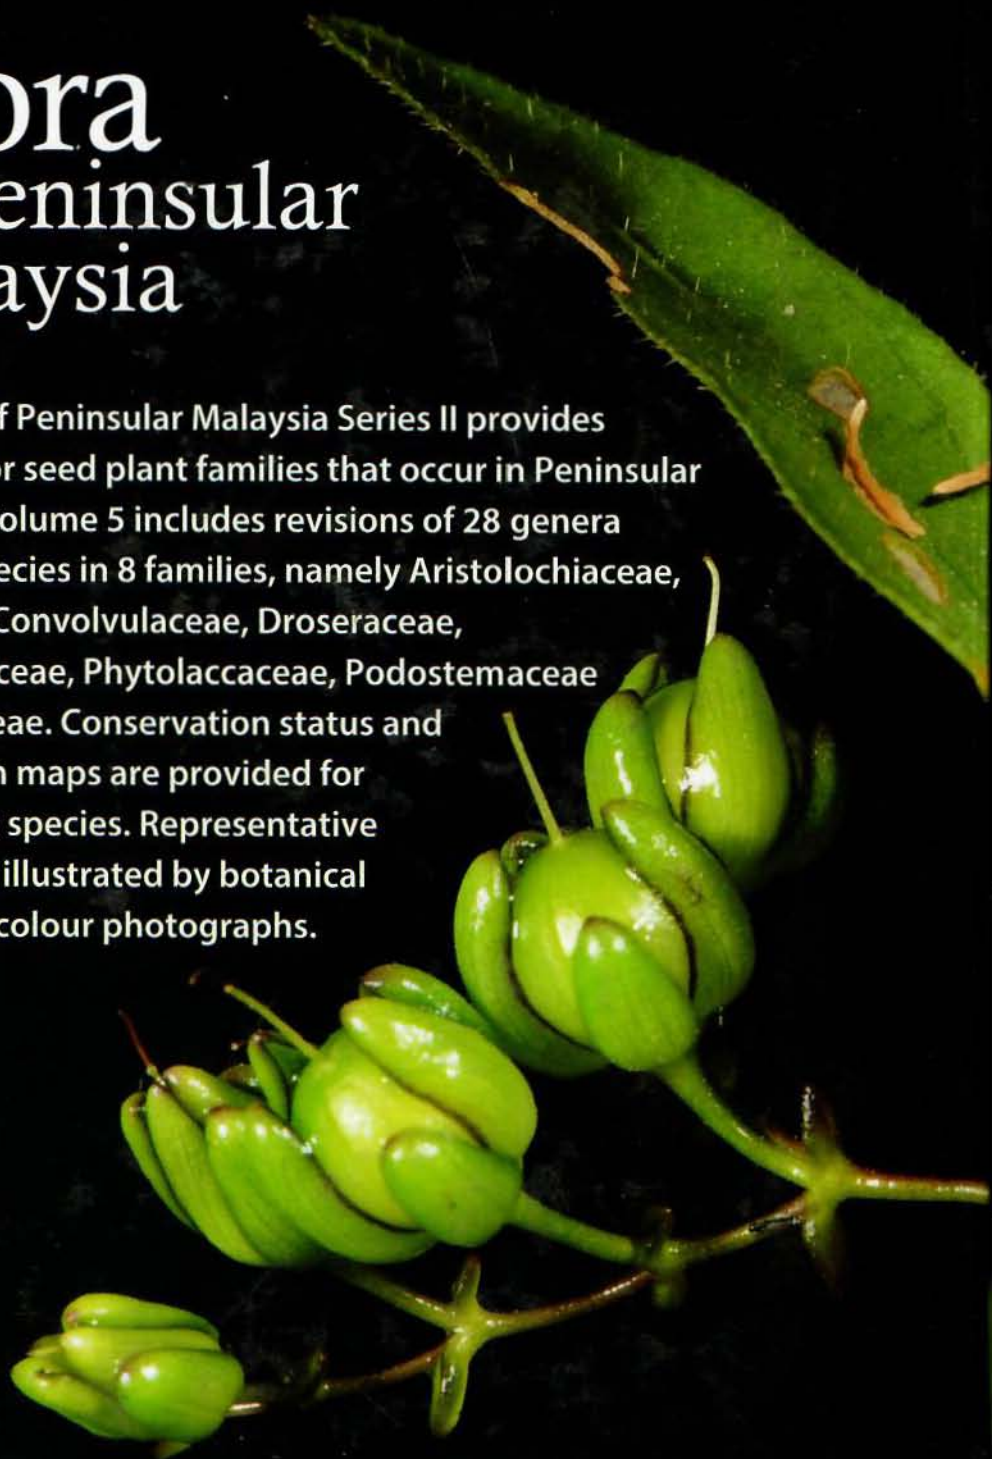 ora
eninsular
aysia
f Peninsular Malaysia Series II provides
or seed plant families that occur in Peninsular
olume 5 includes revisions of 28 genera
ecies in 8 families, namely Aristolochiaceae,
Convolvulaceae, Droseraceae,
ceae, Phytolaccaceae, Podostemaceae
eae. Conservation status and
n maps are provided for
species. Representative
illustrated by botanical
colour photographs.